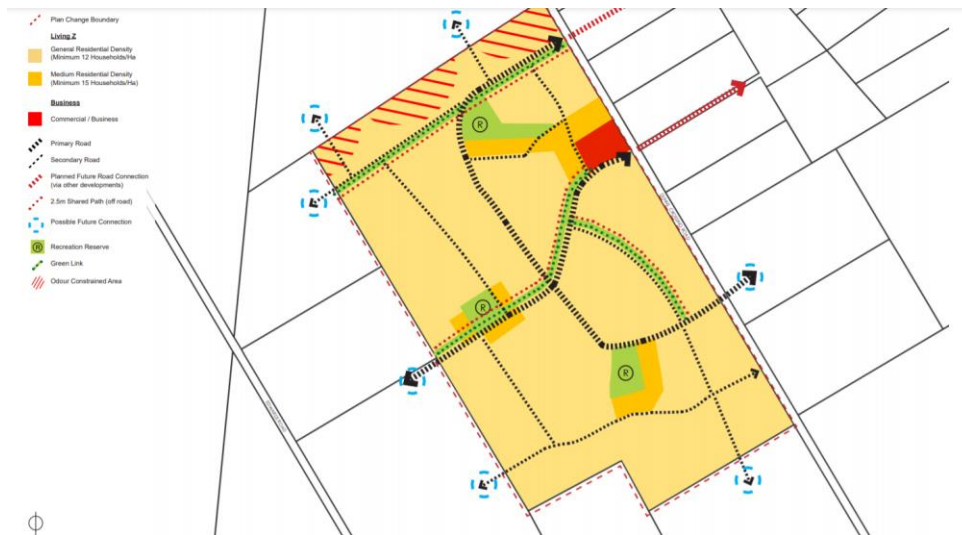 Plan Change Boundary
Living Z
General Residential Density
(Minimum 12 Households/Ha
Medium Residential Density
(Minimum 15 Households/Ha)
Business
Commercial / Business
Primary Road
Secondary Road
Planned Future Road Connection
(via other developments)
2.5m Shared Path (off road)
Possible Future Connection
R
Recreation Reserve
Green Link
Odour Constrained Area
R
R
R